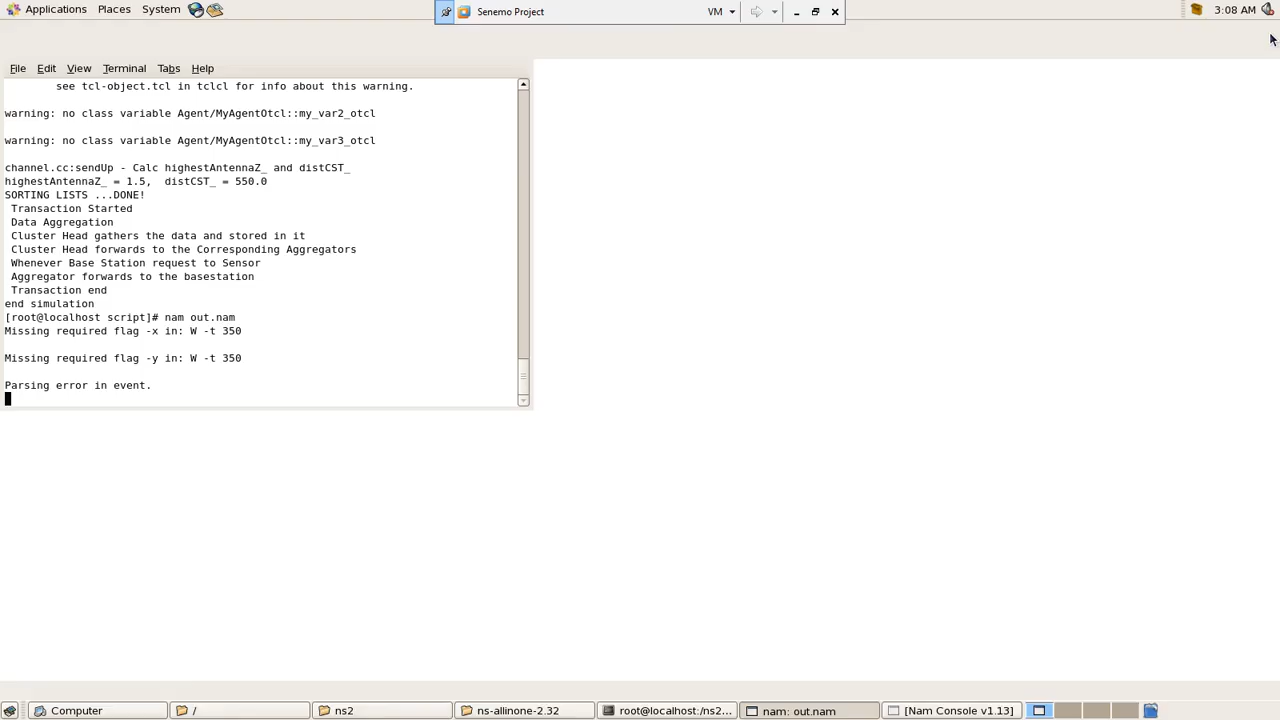 Applications Places System
Senemo Project
VM
3:08 AM
File Edit View Terminal Tabs Help
see tcl-object.tcl in tclcl for info about this warning.
warning: no class variable Agent/MyAgentOtcl::my_var2_otcl
warning: no class variable Agent/MyAgentOtcl::my_var3_otcl
channel.cc:sendUp - Calc highestAntennaZ_ and distCST_
highestAntennaZ_ = 1.5,  distCST_ = 550.0
SORTING LISTS ...DONE!
Transaction Started
Data Aggregation
Cluster Head gathers the data and stored in it
Cluster Head forwards to the Corresponding Aggregators
Whenever Base Station request to Sensor
Aggregator forwards to the basestation
Transaction end
end simulation
[root@localhost script]# nam out.nam
Missing required flag -x in: W -t 350
Missing required flag -y in: W -t 350
Parsing error in event.
Computer
/
ns2
ns-allinone-2.32
root@localhost:/ns2...
nam: out.nam
[Nam Console v1.13]